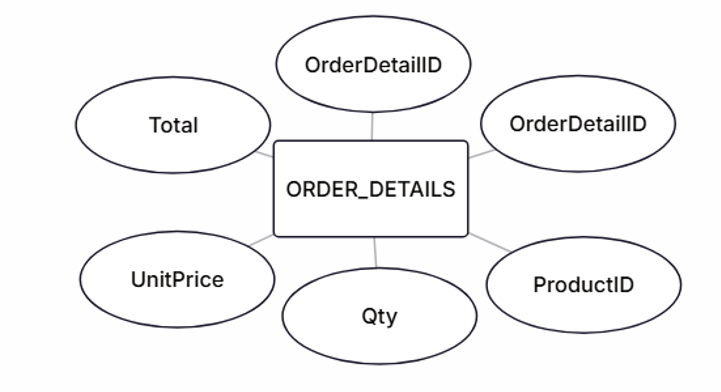 OrderDetailID
Total
OrderDetailID
ORDER_DETAILS
UnitPrice
ProductID
Qty